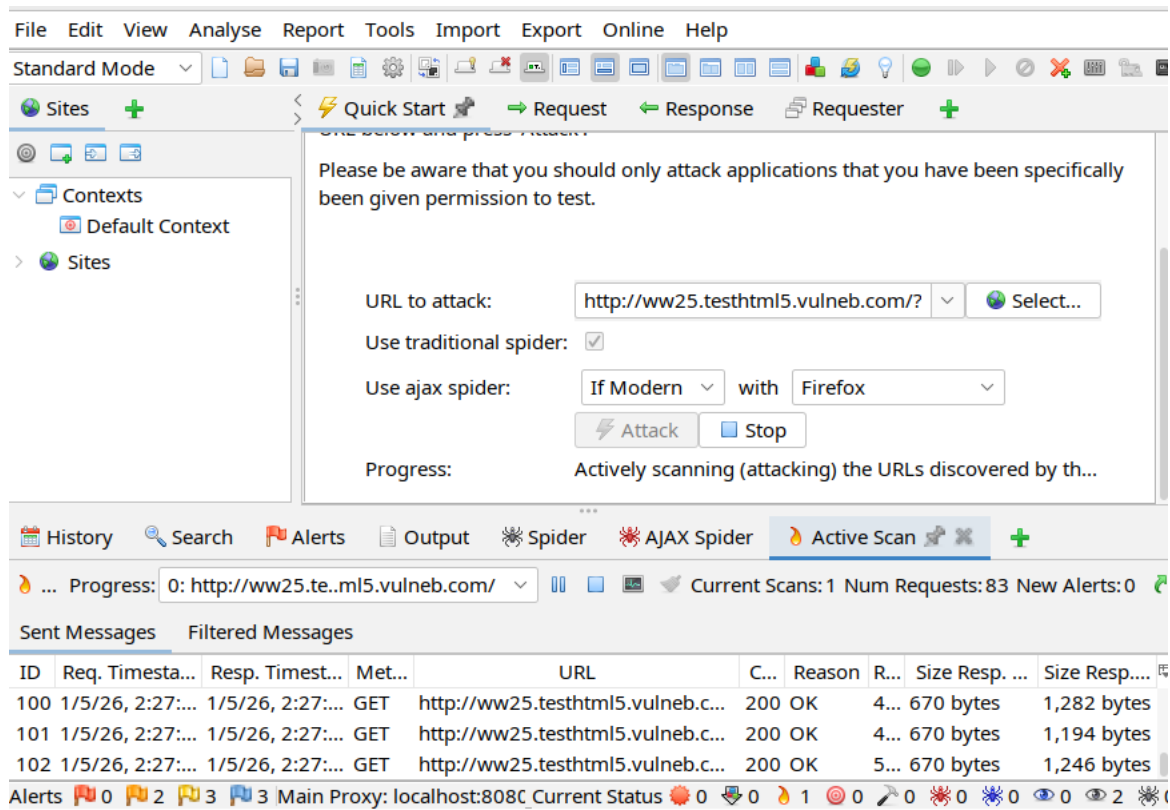 File Edit View Analyse Report Tools Import Export Online Help
Standard Mode
Sites
Quick Start Request Response Requester
URL below and press 'Attack'.
Please be aware that you should only attack applications that you have been specifically
been given permission to test.
Contexts
Default Context
Sites
URL to attack: http://ww25.testhtml5.vulneb.com/? Select...
Use traditional spider:
Use ajax spider: If Modern with Firefox
Attack Stop
Progress: Actively scanning (attacking) the URLs discovered by th...
History Search Alerts Output Spider AJAX Spider Active Scan
... Progress: 0: http://ww25.te..ml5.vulneb.com/ Current Scans: 1 Num Requests: 83 New Alerts: 0
Sent Messages Filtered Messages
ID Req. Timesta... Resp. Timest... Met... URL C... Reason R... Size Resp. ... Size Resp....
100 1/5/26, 2:27:... 1/5/26, 2:27:... GET http://ww25.testhtml5.vulneb.c... 200 OK 4... 670 bytes 1,282 bytes
101 1/5/26, 2:27:... 1/5/26, 2:27:... GET http://ww25.testhtml5.vulneb.c... 200 OK 4... 670 bytes 1,194 bytes
102 1/5/26, 2:27:... 1/5/26, 2:27:... GET http://ww25.testhtml5.vulneb.c... 200 OK 5... 670 bytes 1,246 bytes
Alerts 0 2 3 3 Main Proxy: localhost:8080 Current Status 0 0 1 0 0 0 0 0 2 0